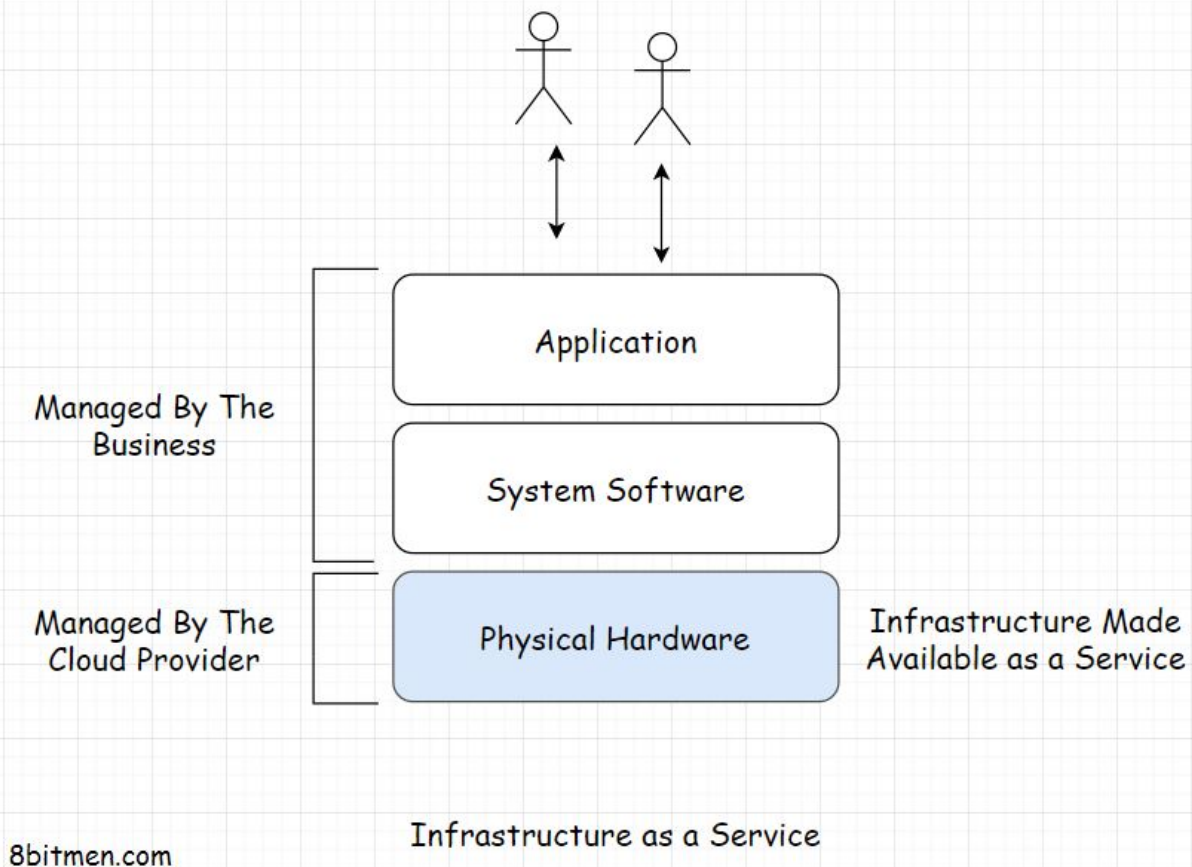 Application
Managed By The
Business
System Software
Managed By The
Cloud Provider
Physical Hardware
Infrastructure Made
Available as a Service
Infrastructure as a Service
8bitmen.com